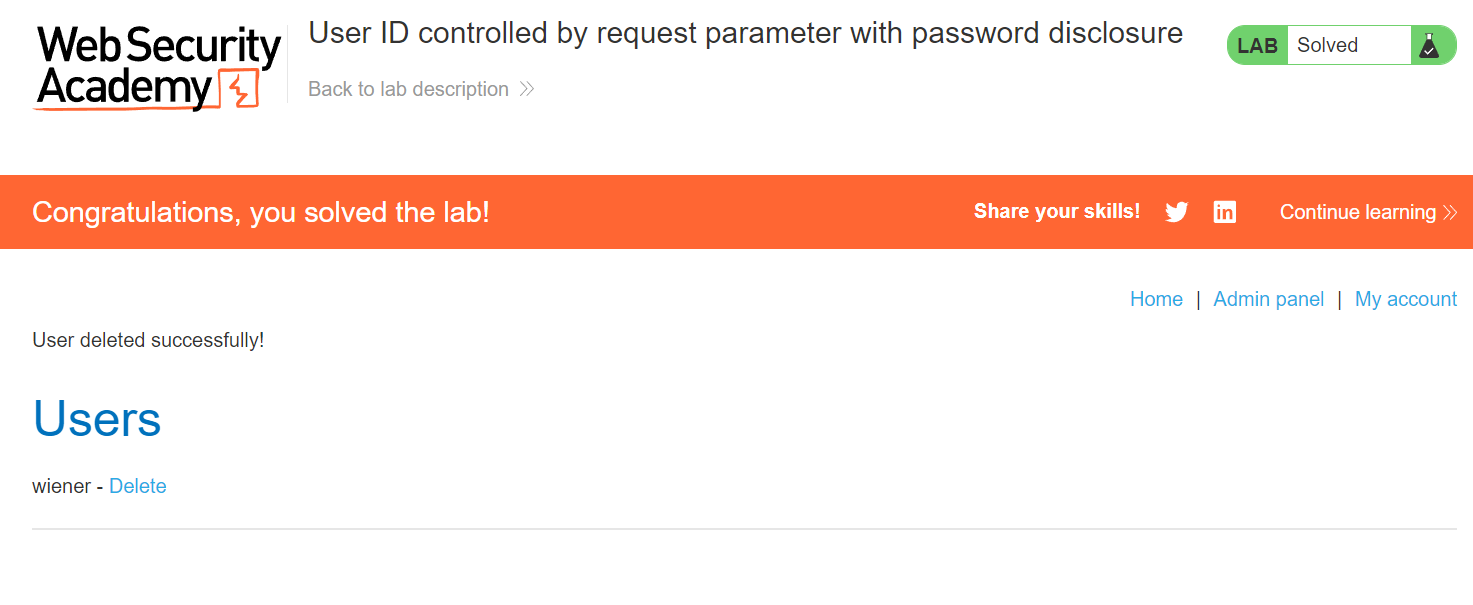 Web Security
Academy
User ID controlled by request parameter with password disclosure
Back to lab description
LAB Solved
Congratulations, you solved the lab!
Share your skills! in Continue learning
Home | Admin panel | My account
User deleted successfully!
Users
wiener - Delete